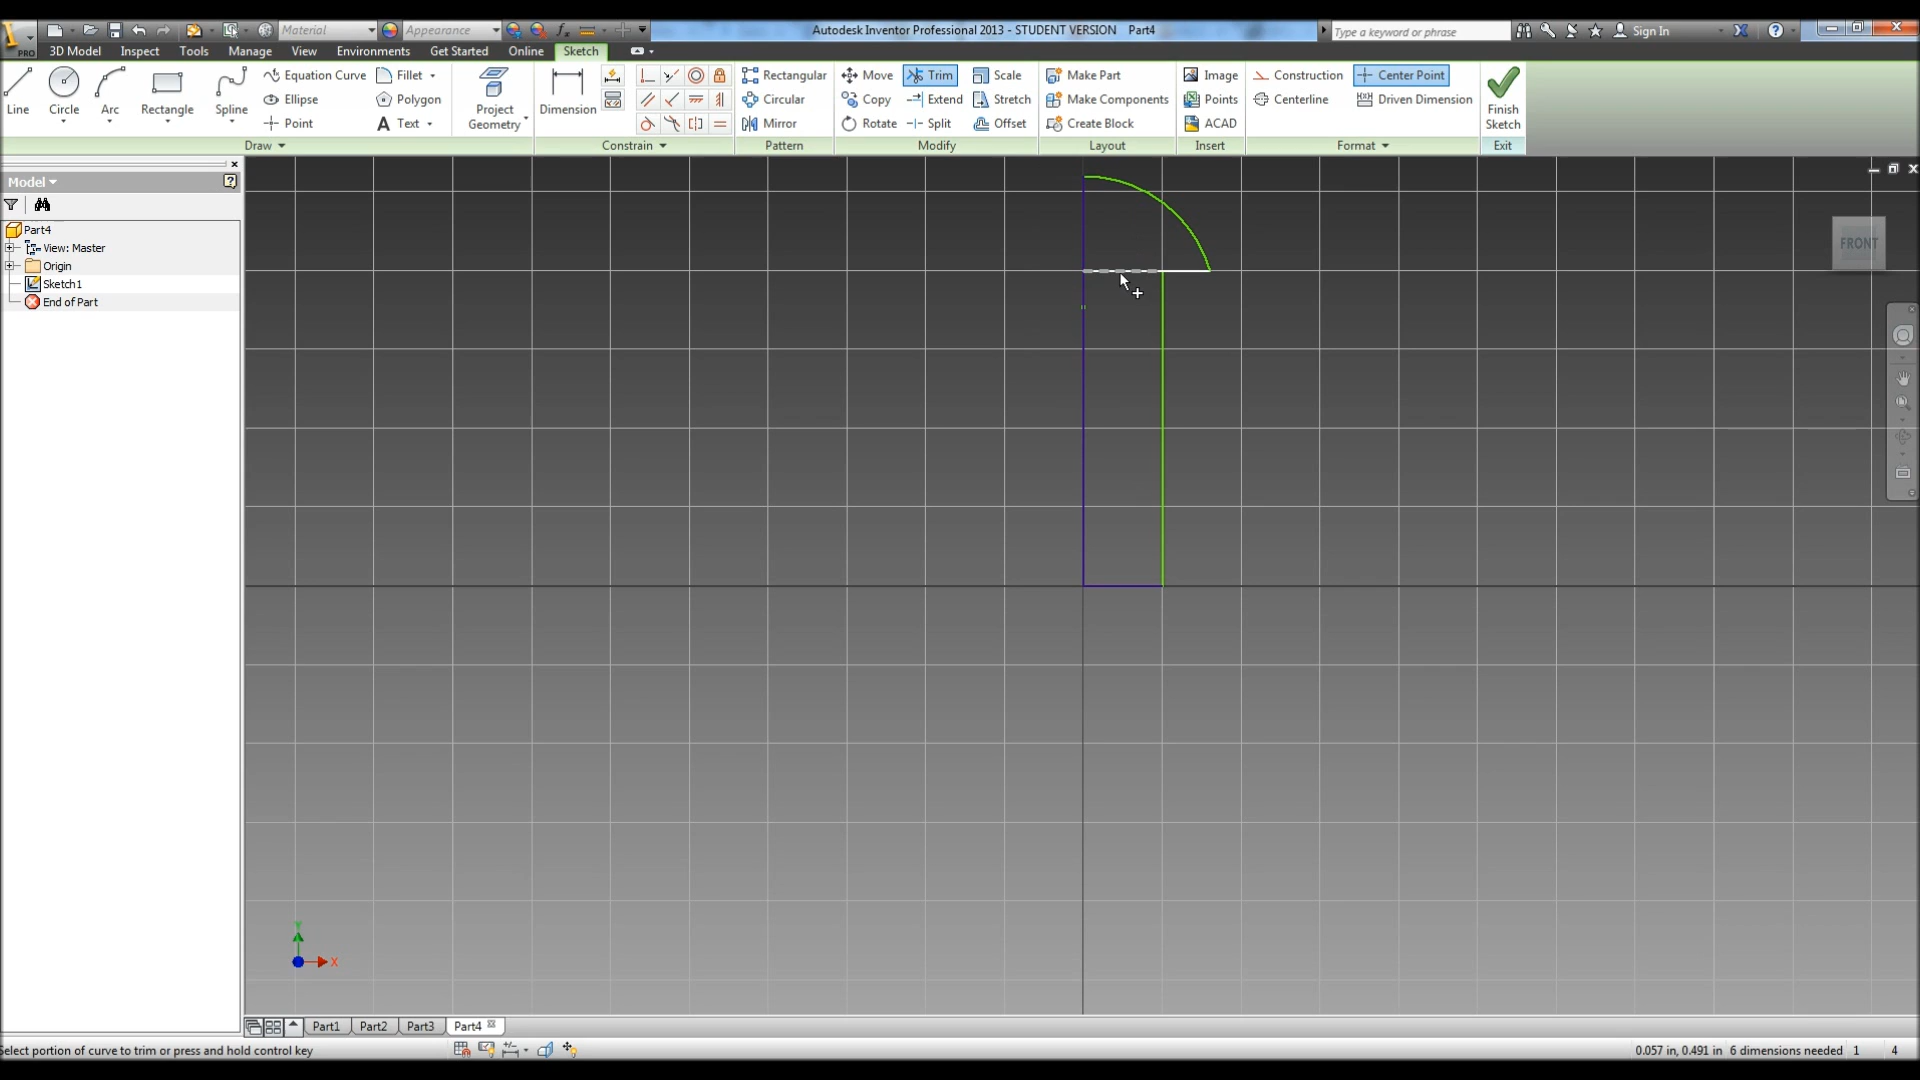 PRO
Material
Appearance
fx
Autodesk Inventor Professional 2013 - STUDENT VERSION Part4
Type a keyword or phrase
Sign In
3D Model Inspect Tools Manage View Environments Get Started Online Sketch
Line
Circle
Arc
Rectangle
Spline
Equation Curve
Ellipse
Point
Fillet
Polygon
Text
Project Geometry
Dimension
Rectangular
Circular
Mirror
Move
Copy
Rotate
Trim
Extend
Split
Scale
Stretch
Offset
Make Part
Make Components
Create Block
Image
Points
ACAD
Construction
Centerline
Center Point
Driven Dimension
Finish Sketch
Draw
Constrain
Pattern
Modify
Layout
Insert
Format
Exit
Model
Part4
View: Master
Origin
Sketch1
End of Part
FRONT
Y
X
Part1 Part2 Part3 Part4
Select portion of curve to trim or press and hold control key
0.057 in, 0.491 in 6 dimensions needed 1 4